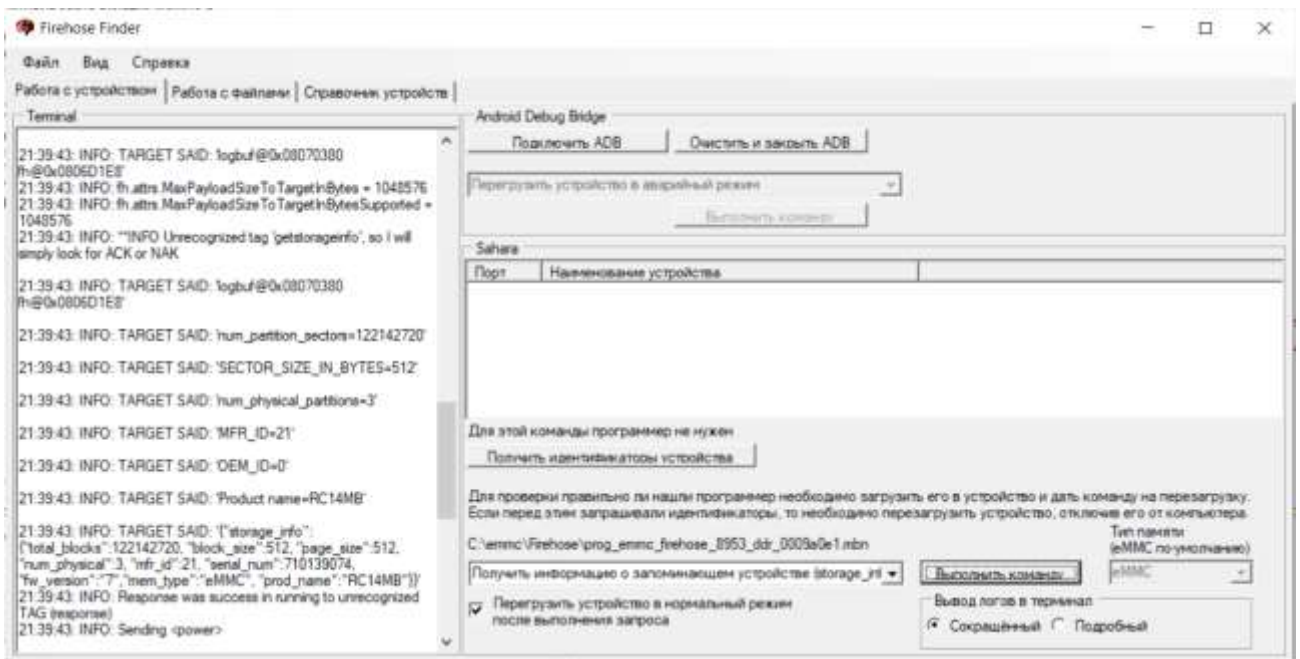 Firehose Finder
Файл Вид Справка
Работа с устройством Работа с файлами Справочник устройств
Terminal
21:39:43: INFO: TARGET SAID: 'logbuf@0x08070380
fh@0x0806D1E8'
21:39:43: INFO: fh.attrs.MaxPayloadSizeToTargetInBytes = 1048576
21:39:43: INFO: fh.attrs.MaxPayloadSizeToTargetInBytesSupported =
1048576
21:39:43: INFO: "INFO Unrecognized tag 'getstorageinfo', so I will
simply look for ACK or NAK
21:39:43: INFO: TARGET SAID: 'logbuf@0x08070380
fh@0x0806D1E8'
21:39:43: INFO: TARGET SAID: 'num_partition_sectors=122142720'
21:39:43: INFO: TARGET SAID: 'SECTOR_SIZE_IN_BYTES=512'
21:39:43: INFO: TARGET SAID: 'num_physical_partitions=3'
21:39:43: INFO: TARGET SAID: 'MFR_ID=21'
21:39:43: INFO: TARGET SAID: 'OEM_ID=0'
21:39:43: INFO: TARGET SAID: 'Product name=RC14MB'
21:39:43: INFO: TARGET SAID: '{"storage_info":
{"total_blocks":122142720, "block_size":512, "page_size":512,
"num_physical":3, "mfr_id":21, "serial_num":710139074,
"fw_version":"7","mem_type":"eMMC", "prod_name":"RC14MB"}}'
21:39:43: INFO: Response was success in running to unrecognized
TAG (response)
21:39:43: INFO: Sending <power>
Android Debug Bridge
Подключить ADB Очистить и закрыть ADB
Перегрузить устройство в аварийный режим
Выполнить команду
Sahara
Порт Наименование устройства
Для этой команды программер не нужен
Получить идентификаторы устройства
Для проверки правильно ли нашли программер необходимо загрузить его в устройство и дать команду на перезагрузку.
Если перед этим запрашивали идентификаторы, то необходимо перезагрузить устройство, отключив его от компьютера.
Тип памяти
(eMMC по умолчанию)
C:\emmc\Firehose\prog_emmc_firehose_8953_ddr_0009a0e1.mbn
Получить информацию о запоминающем устройстве (storage_inf Выполнить команду eMMC
Перегрузить устройство в нормальный режим
после выполнения запроса
Вывод логов в терминал
Сокращённый Подробный